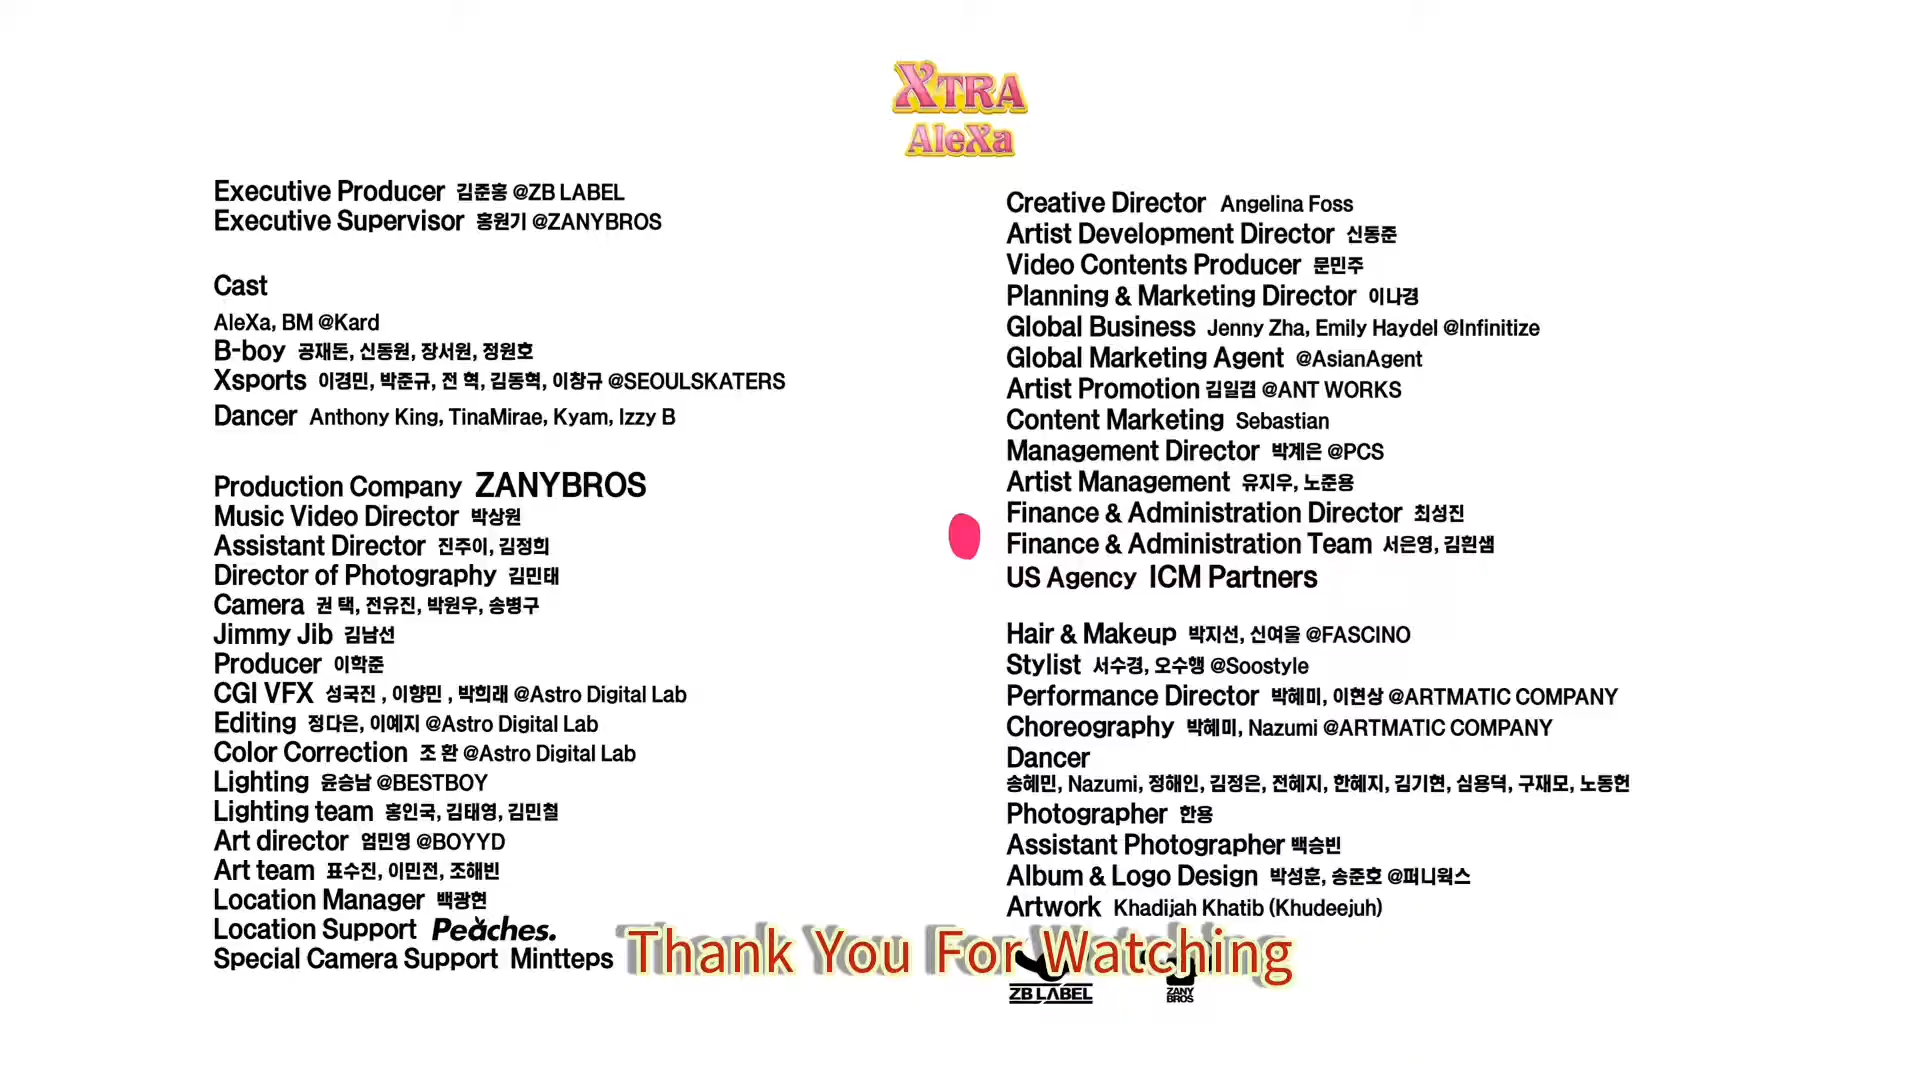 XTRA
AleXa
Executive Producer 김준홍 @ZB LABEL
Executive Supervisor 홍원기 @ZANYBROS
Cast
AleXa, BM @Kard
B-boy 공재돈, 신동원, 장서원, 정원호
Xsports 이경민, 박준규, 전 혁, 김동혁, 이창규 @SEOULSKATERS
Dancer Anthony King, TinaMirae, Kyam, Izzy B
Production Company ZANYBROS
Music Video Director 박상원
Assistant Director 진주이, 김정희
Director of Photography 김민태
Camera 권 택, 전유진, 박원우, 송병구
Jimmy Jib 김남선
Producer 이학준
CGI VFX 성국진 , 이향민 , 박희래 @Astro Digital Lab
Editing 정다은, 이예지 @Astro Digital Lab
Color Correction 조 환 @Astro Digital Lab
Lighting 윤승남 @BESTBOY
Lighting team 홍인국, 김태영, 김민철
Art director 엄민영 @BOYYD
Art team 표수진, 이민전, 조해빈
Location Manager 백광현
Location Support Peaches.
Special Camera Support Mintteps
Creative Director Angelina Foss
Artist Development Director 신동준
Video Contents Producer 문민주
Planning & Marketing Director 이나경
Global Business Jenny Zha, Emily Haydel @Infinitize
Global Marketing Agent @AsianAgent
Artist Promotion 김일겸 @ANT WORKS
Content Marketing Sebastian
Management Director 박계은 @PCS
Artist Management 유지우, 노준용
Finance & Administration Director 최성진
Finance & Administration Team 서은영, 김흰샘
US Agency ICM Partners
Hair & Makeup 박지선, 신여울 @FASCINO
Stylist 서수경, 오수행 @Soostyle
Performance Director 박혜미, 이현상 @ARTMATIC COMPANY
Choreography 박혜미, Nazumi @ARTMATIC COMPANY
Dancer
송혜민, Nazumi, 정해인, 김정은, 전혜지, 한혜지, 김기현, 심용덕, 구재모, 노동헌
Photographer 한용
Assistant Photographer 백승빈
Album & Logo Design 박성훈, 송준호 @퍼니웍스
Artwork Khadijah Khatib (Khudeejuh)
Thank You For Watching
ZB LABEL
ZANY
BROS